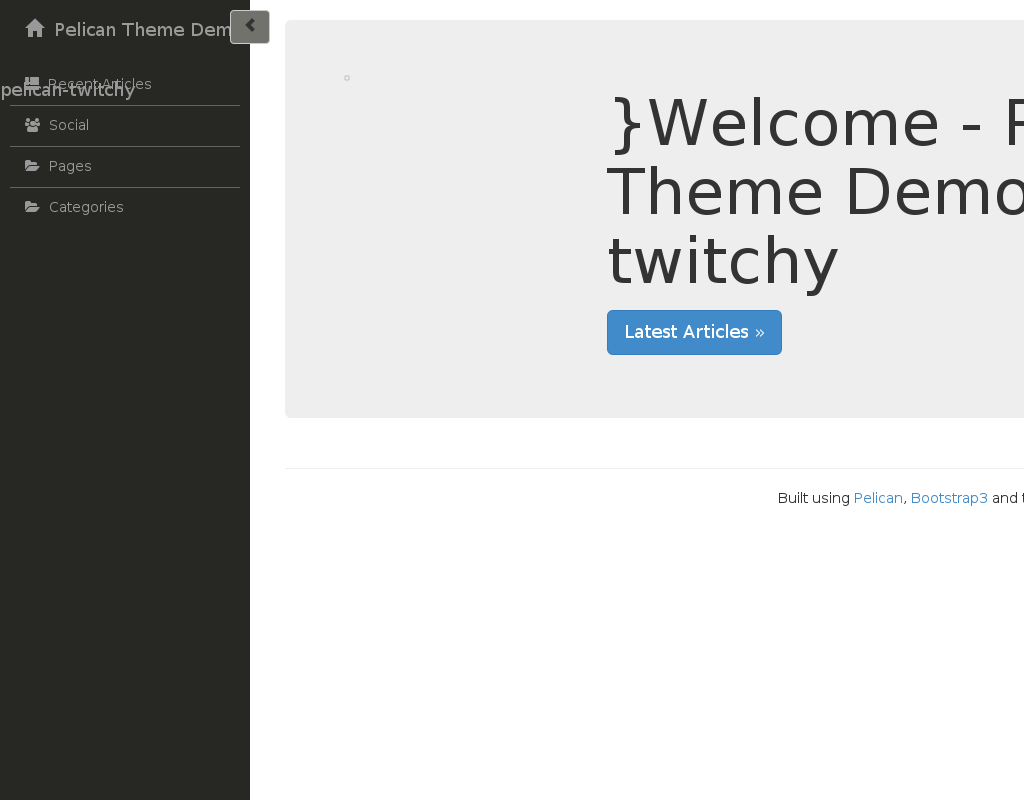 Pelican Theme Dem
pelican-twitchy
Recent Articles
Social
Pages
Categories
}Welcome - P
Theme Demo
twitchy
Latest Articles »
Built using Pelican, Bootstrap3 and t